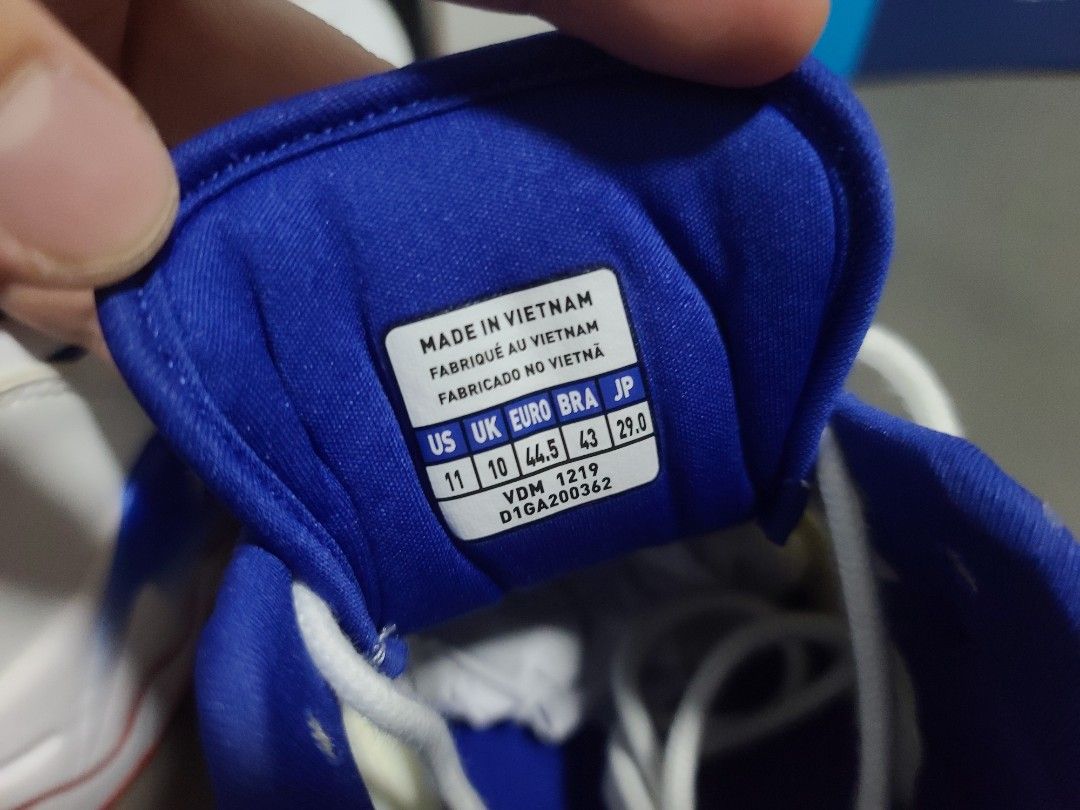 MADE IN VIETNAM
FABRIQUÉ AU VIETNAM
FABRICADO NO VIETNÃ
US UK EURO BRA JP
11 10 44.5 43 29.0
VDM 1219
D1GA200362